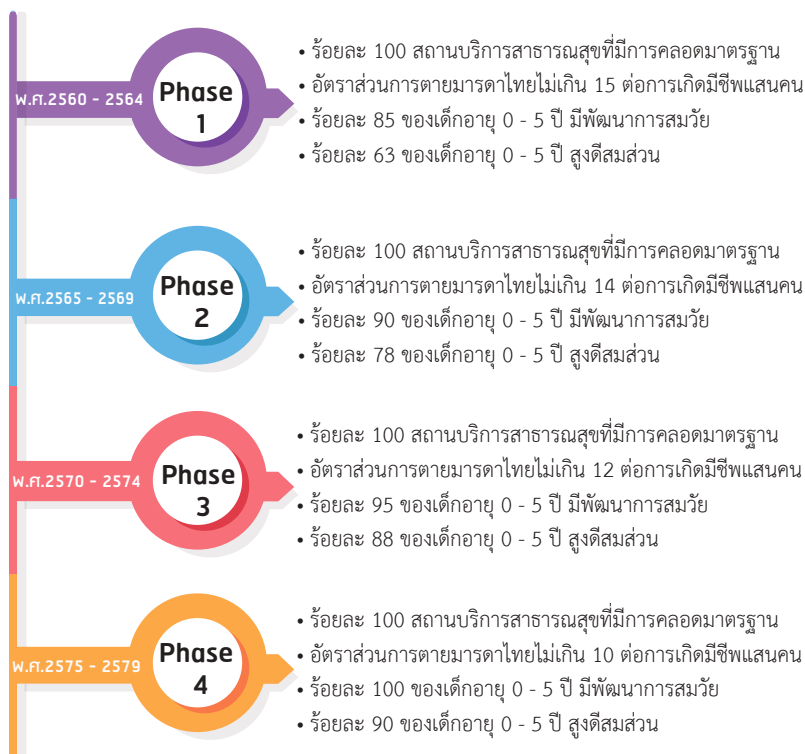 พ.ศ.2560 - 2564
Phase
1
• ร้อยละ 100 สถานบริการสาธารณสุขที่มีการคลอดมาตรฐาน
• อัตราส่วนการตายมารดาไทยไม่เกิน 15 ต่อการเกิดมีชีพแสนคน
• ร้อยละ 85 ของเด็กอายุ 0 - 5 ปี มีพัฒนาการสมวัย
• ร้อยละ 63 ของเด็กอายุ 0 - 5 ปี สูงดีสมส่วน
พ.ศ.2565 - 2569
Phase
2
• ร้อยละ 100 สถานบริการสาธารณสุขที่มีการคลอดมาตรฐาน
• อัตราส่วนการตายมารดาไทยไม่เกิน 14 ต่อการเกิดมีชีพแสนคน
• ร้อยละ 90 ของเด็กอายุ 0 - 5 ปี มีพัฒนาการสมวัย
• ร้อยละ 78 ของเด็กอายุ 0 - 5 ปี สูงดีสมส่วน
พ.ศ.2570 - 2574
Phase
3
• ร้อยละ 100 สถานบริการสาธารณสุขที่มีการคลอดมาตรฐาน
• อัตราส่วนการตายมารดาไทยไม่เกิน 12 ต่อการเกิดมีชีพแสนคน
• ร้อยละ 95 ของเด็กอายุ 0 - 5 ปี มีพัฒนาการสมวัย
• ร้อยละ 88 ของเด็กอายุ 0 - 5 ปี สูงดีสมส่วน
พ.ศ.2575 - 2579
Phase
4
• ร้อยละ 100 สถานบริการสาธารณสุขที่มีการคลอดมาตรฐาน
• อัตราส่วนการตายมารดาไทยไม่เกิน 10 ต่อการเกิดมีชีพแสนคน
• ร้อยละ 100 ของเด็กอายุ 0 - 5 ปี มีพัฒนาการสมวัย
• ร้อยละ 90 ของเด็กอายุ 0 - 5 ปี สูงดีสมส่วน